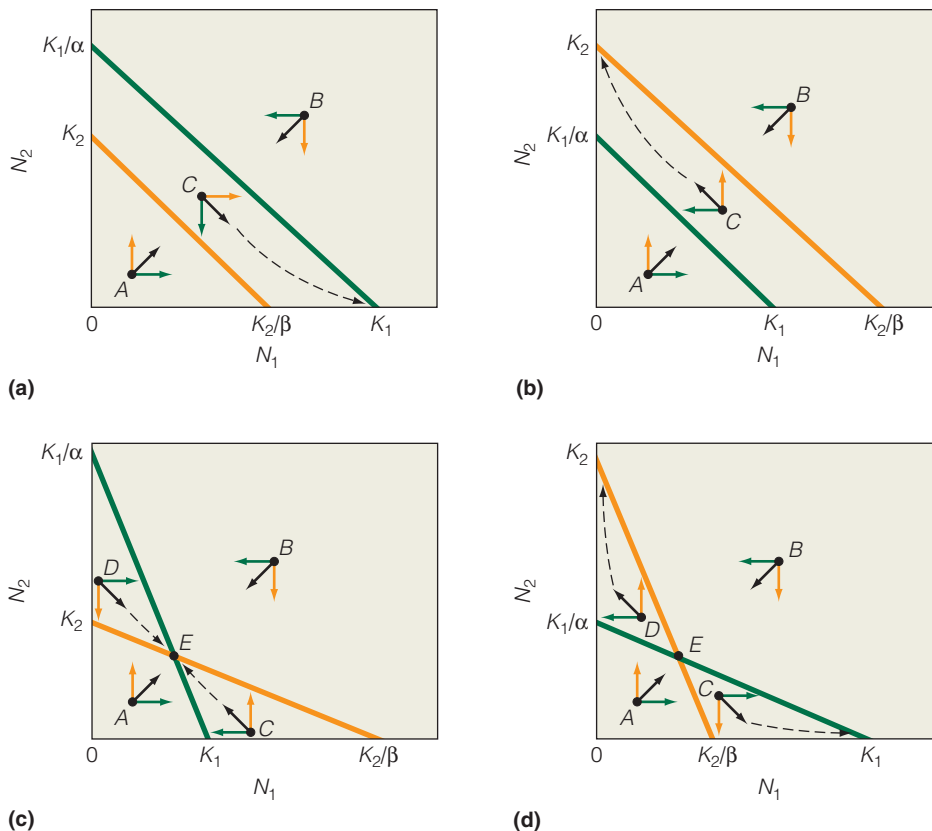 K₁/α
B
K₂
N₂
C
A
0
K₂/β
K₁
N₁
(a)
K₂
B
K₁/α
N₂
C
A
0
K₁
K₂/β
N₁
(b)
K₁/α
B
D
N₂
K₂
E
A
C
0
K₁
K₂/β
N₁
(c)
K₂
B
N₂
D
K₁/α
E
C
A
0
K₂/β
K₁
N₁
(d)